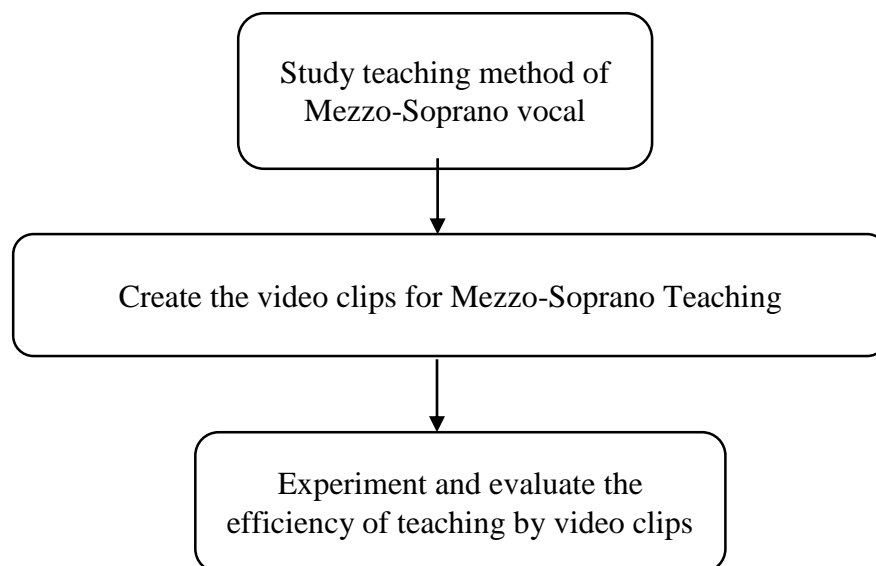 Study teaching method of
Mezzo-Soprano vocal
Create the video clips for Mezzo-Soprano Teaching
Experiment and evaluate the
efficiency of teaching by video clips